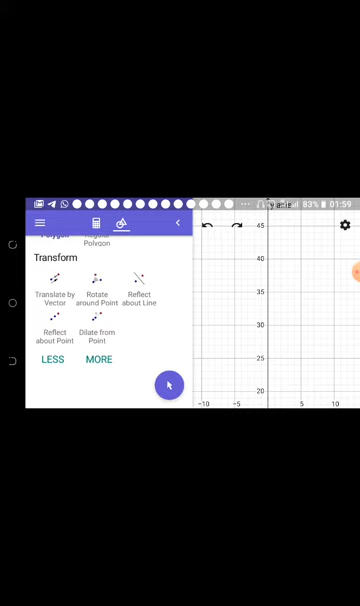 83% 01:59
y axis
Polygon Regular
Polygon
Transform
Translate by
Vector
Rotate
around Point
Reflect
about Line
Reflect
about Point
Dilate from
Point
LESS MORE
45
40
35
30
25
20
-10 -5 5 10